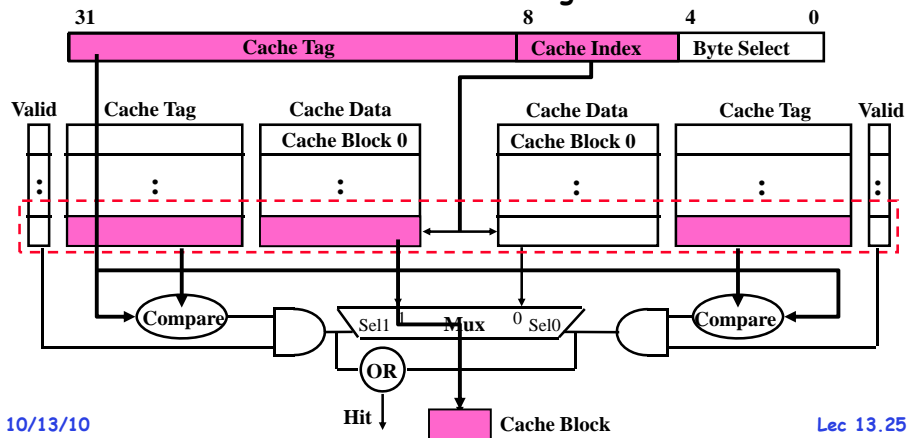 31 8 4 0
Cache Tag Cache Index Byte Select
Valid Cache Tag Cache Data Cache Data Cache Tag Valid
Cache Block 0 Cache Block 0
: : : : : :
Compare Sel1 1 Mux 0 Sel0 Compare
OR
Hit Cache Block
10/13/10 Lec 13.25